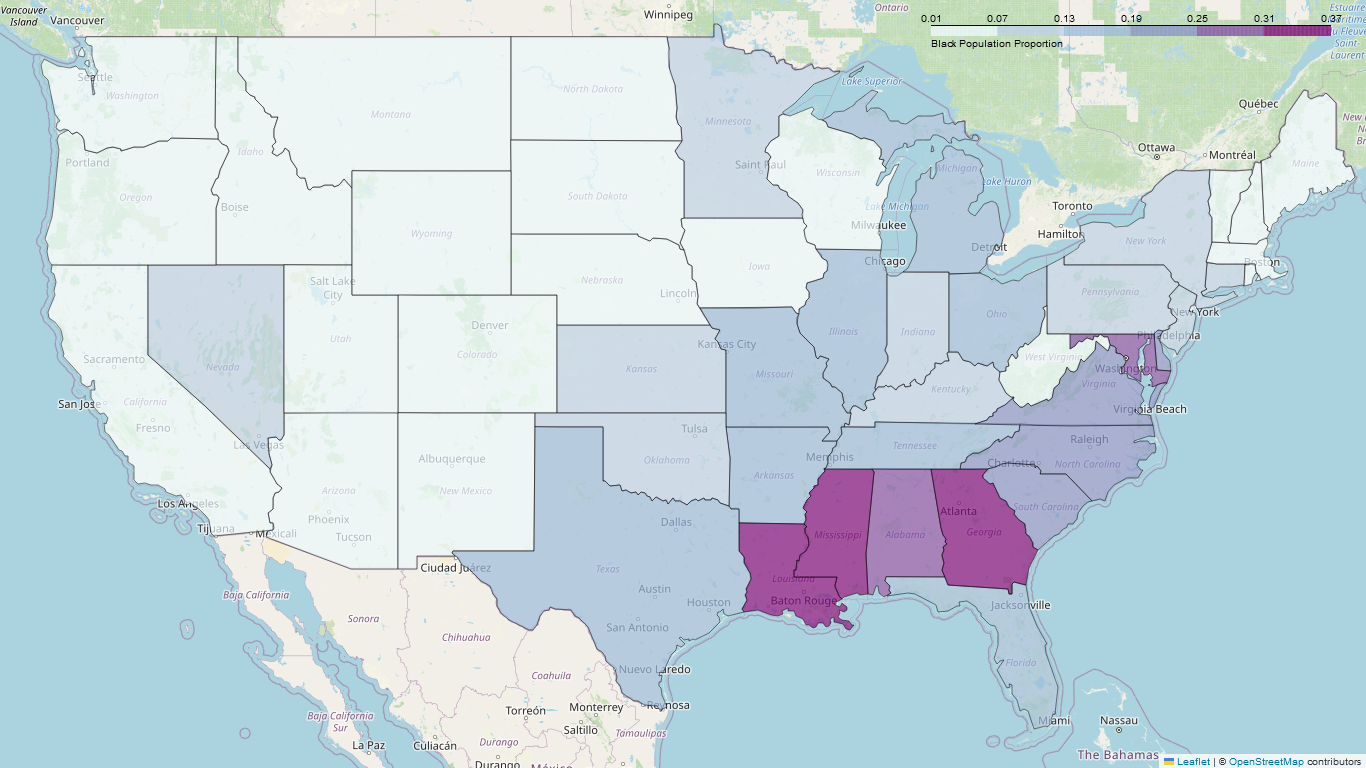 Vancouver
Island
Vancouver
Winnipeg
Ontario
0.01 0.07 0.13 0.19 0.25 0.31 0.37
Black Population Proportion
Estuaire
maritime
du Fleuve
Saint-
Laurent
Seattle
Washington
Montana
North Dakota
Minnesota
Lake Superior
Québec
New
Portland
Idaho
Saint Paul
Wisconsin
Michigan
Lake Huron
Ottawa
Montréal
Maine
Oregon
Boise
South Dakota
Lake Michigan
Toronto
Wyoming
Milwaukee
Hamilton
Detroit
New York
Iowa
Chicago
Boston
Salt Lake
City
Nebraska
Lincoln
Pennsylvania
New York
Denver
Illinois
Indiana
Ohio
Philadelphia
Utah
Colorado
Kansas City
West Virginia
Sacramento
Nevada
Kansas
Missouri
Washington
Virginia
Kentucky
San Jose
California
Virginia Beach
Fresno
Las Vegas
Tulsa
Raleigh
Tennessee
Albuquerque
Oklahoma
Memphis
Charlotte
North Carolina
Arkansas
Arizona
New Mexico
Los Angeles
Phoenix
Dallas
Atlanta
South Carolina
Tijuana
Mexicali
Tucson
Mississippi
Alabama
Georgia
Ciudad Juárez
Texas
Louisiana
Baja California
Austin
Houston
Baton Rouge
Jacksonville
Sonora
San Antonio
Chihuahua
Florida
Nuevo Laredo
Coahuila
Reynosa
Torreón
Monterrey
Baja California
Sur
Saltillo
Miami
Nassau
Tamaulipas
La Paz
Culiacán
Durango
The Bahamas
Durango
México
Leaflet | © OpenStreetMap contributors